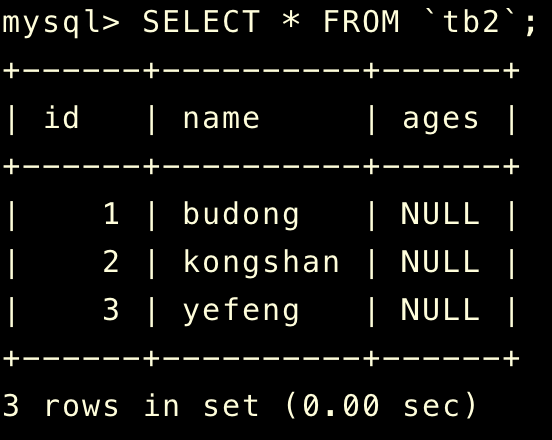 mysql> SELECT * FROM `tb2`;
+------+----------+------+
| id   | name     | ages |
+------+----------+------+
|    1 | budong   | NULL |
|    2 | kongshan | NULL |
|    3 | yefeng   | NULL |
+------+----------+------+
3 rows in set (0.00 sec)